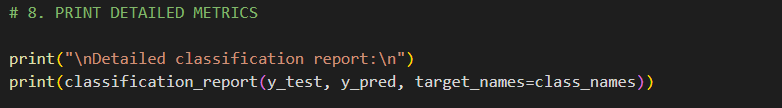 # 8. PRINT DETAILED METRICS
print("\nDetailed classification report:\n")
print(classification_report(y_test, y_pred, target_names=class_names))